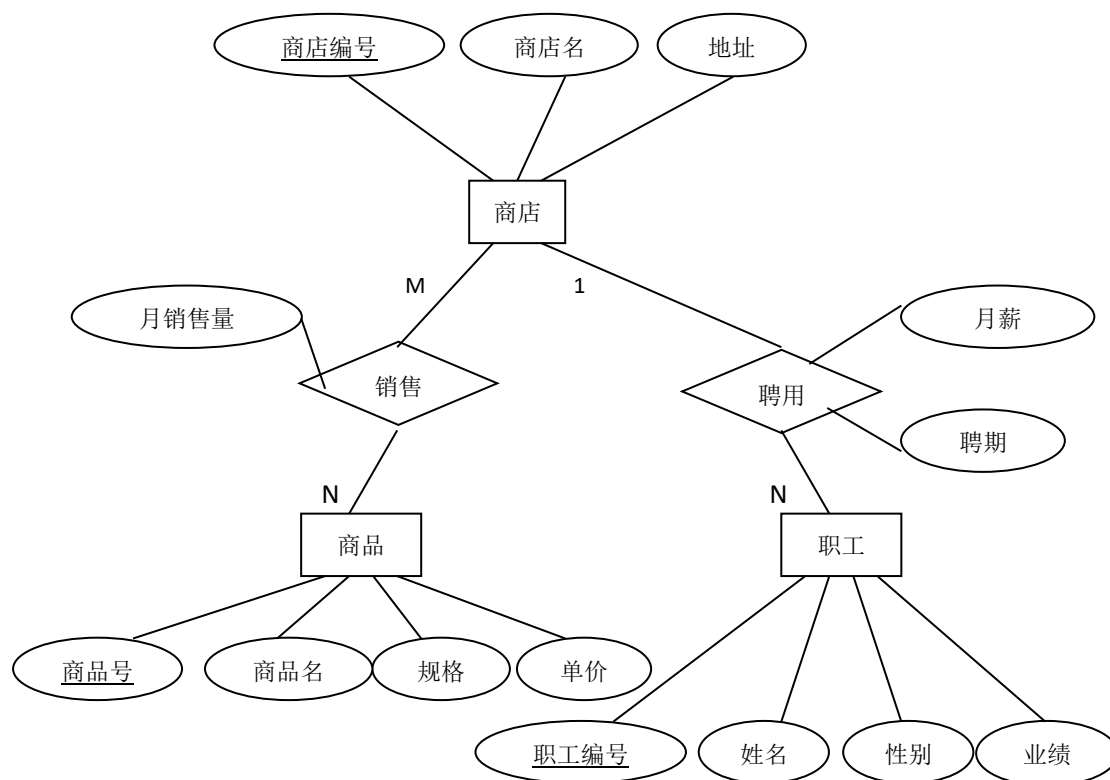 商店编号
商店名
地址
商店
M
1
月销售量
月薪
销售
聘用
聘期
N
N
商品
职工
商品号
商品名
规格
单价
职工编号
姓名
性别
业绩